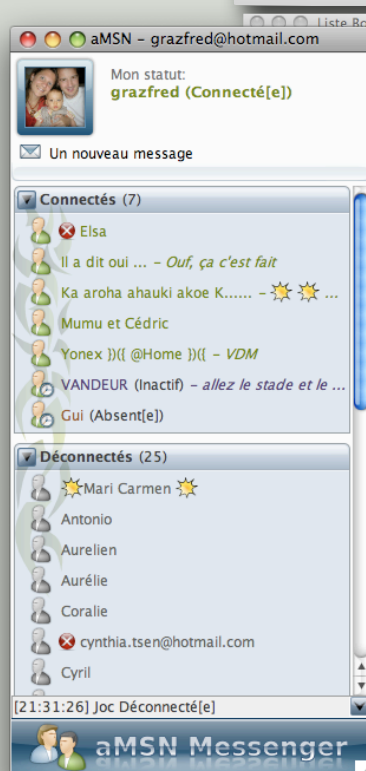 Liste
aMSN – grazfred@hotmail.com
Mon statut:
grazfred (Connecté[e])
Un nouveau message
Connectés (7)
Elsa
Il a dit oui ... – Ouf, ça c'est fait
Ka aroha ahauki akoe K...... – ...
Mumu et Cédric
Yonex })({ @Home })({ – VDM
VANDEUR (Inactif) – allez le stade et le ...
Gui (Absent[e])
Déconnectés (25)
Mari Carmen
Antonio
Aurelien
Aurélie
Coralie
cynthia.tsen@hotmail.com
Cyril
[21:31:26] Joc Déconnecté[e]
aMSN Messenger